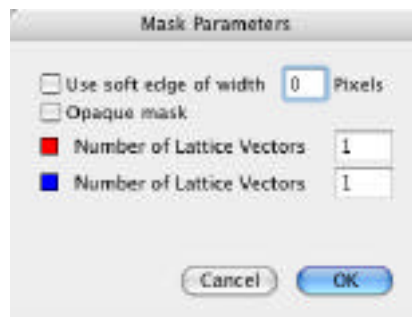 Mask Parameters
Use soft edge of width 0 Pixels
Opaque mask
Number of Lattice Vectors 1
Number of Lattice Vectors 1
Cancel OK